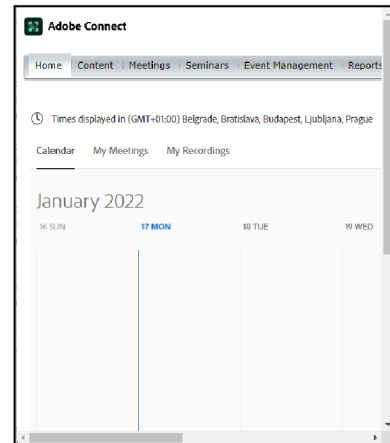 Adobe Connect
Home Content Meetings Seminars Event Management Reports
Times displayed in (GMT+01:00) Belgrade, Bratislava, Budapest, Ljubljana, Prague
Calendar My Meetings My Recordings
January 2022
16 SUN 17 MON 18 TUE 19 WED